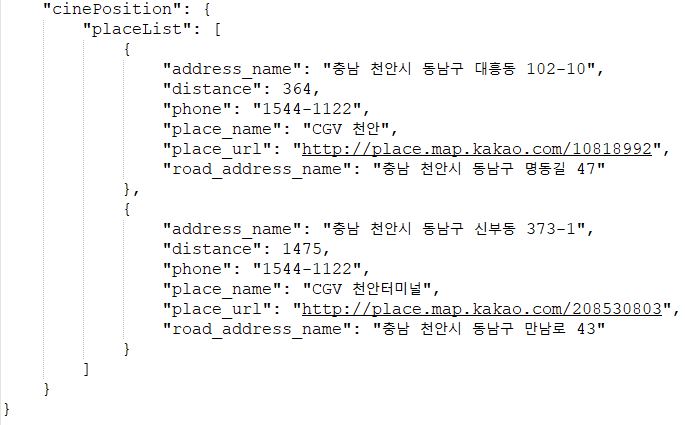 "cinePosition": {
"placeList": [
{
"address_name": "충남 천안시 동남구 대흥동 102-10",
"distance": 364,
"phone": "1544-1122",
"place_name": "CGV 천안",
"place_url": "http://place.map.kakao.com/10818992",
"road_address_name": "충남 천안시 동남구 명동길 47"
},
{
"address_name": "충남 천안시 동남구 신부동 373-1",
"distance": 1475,
"phone": "1544-1122",
"place_name": "CGV 천안터미널",
"place_url": "http://place.map.kakao.com/208530803",
"road_address_name": "충남 천안시 동남구 만남로 43"
}
]
}
}